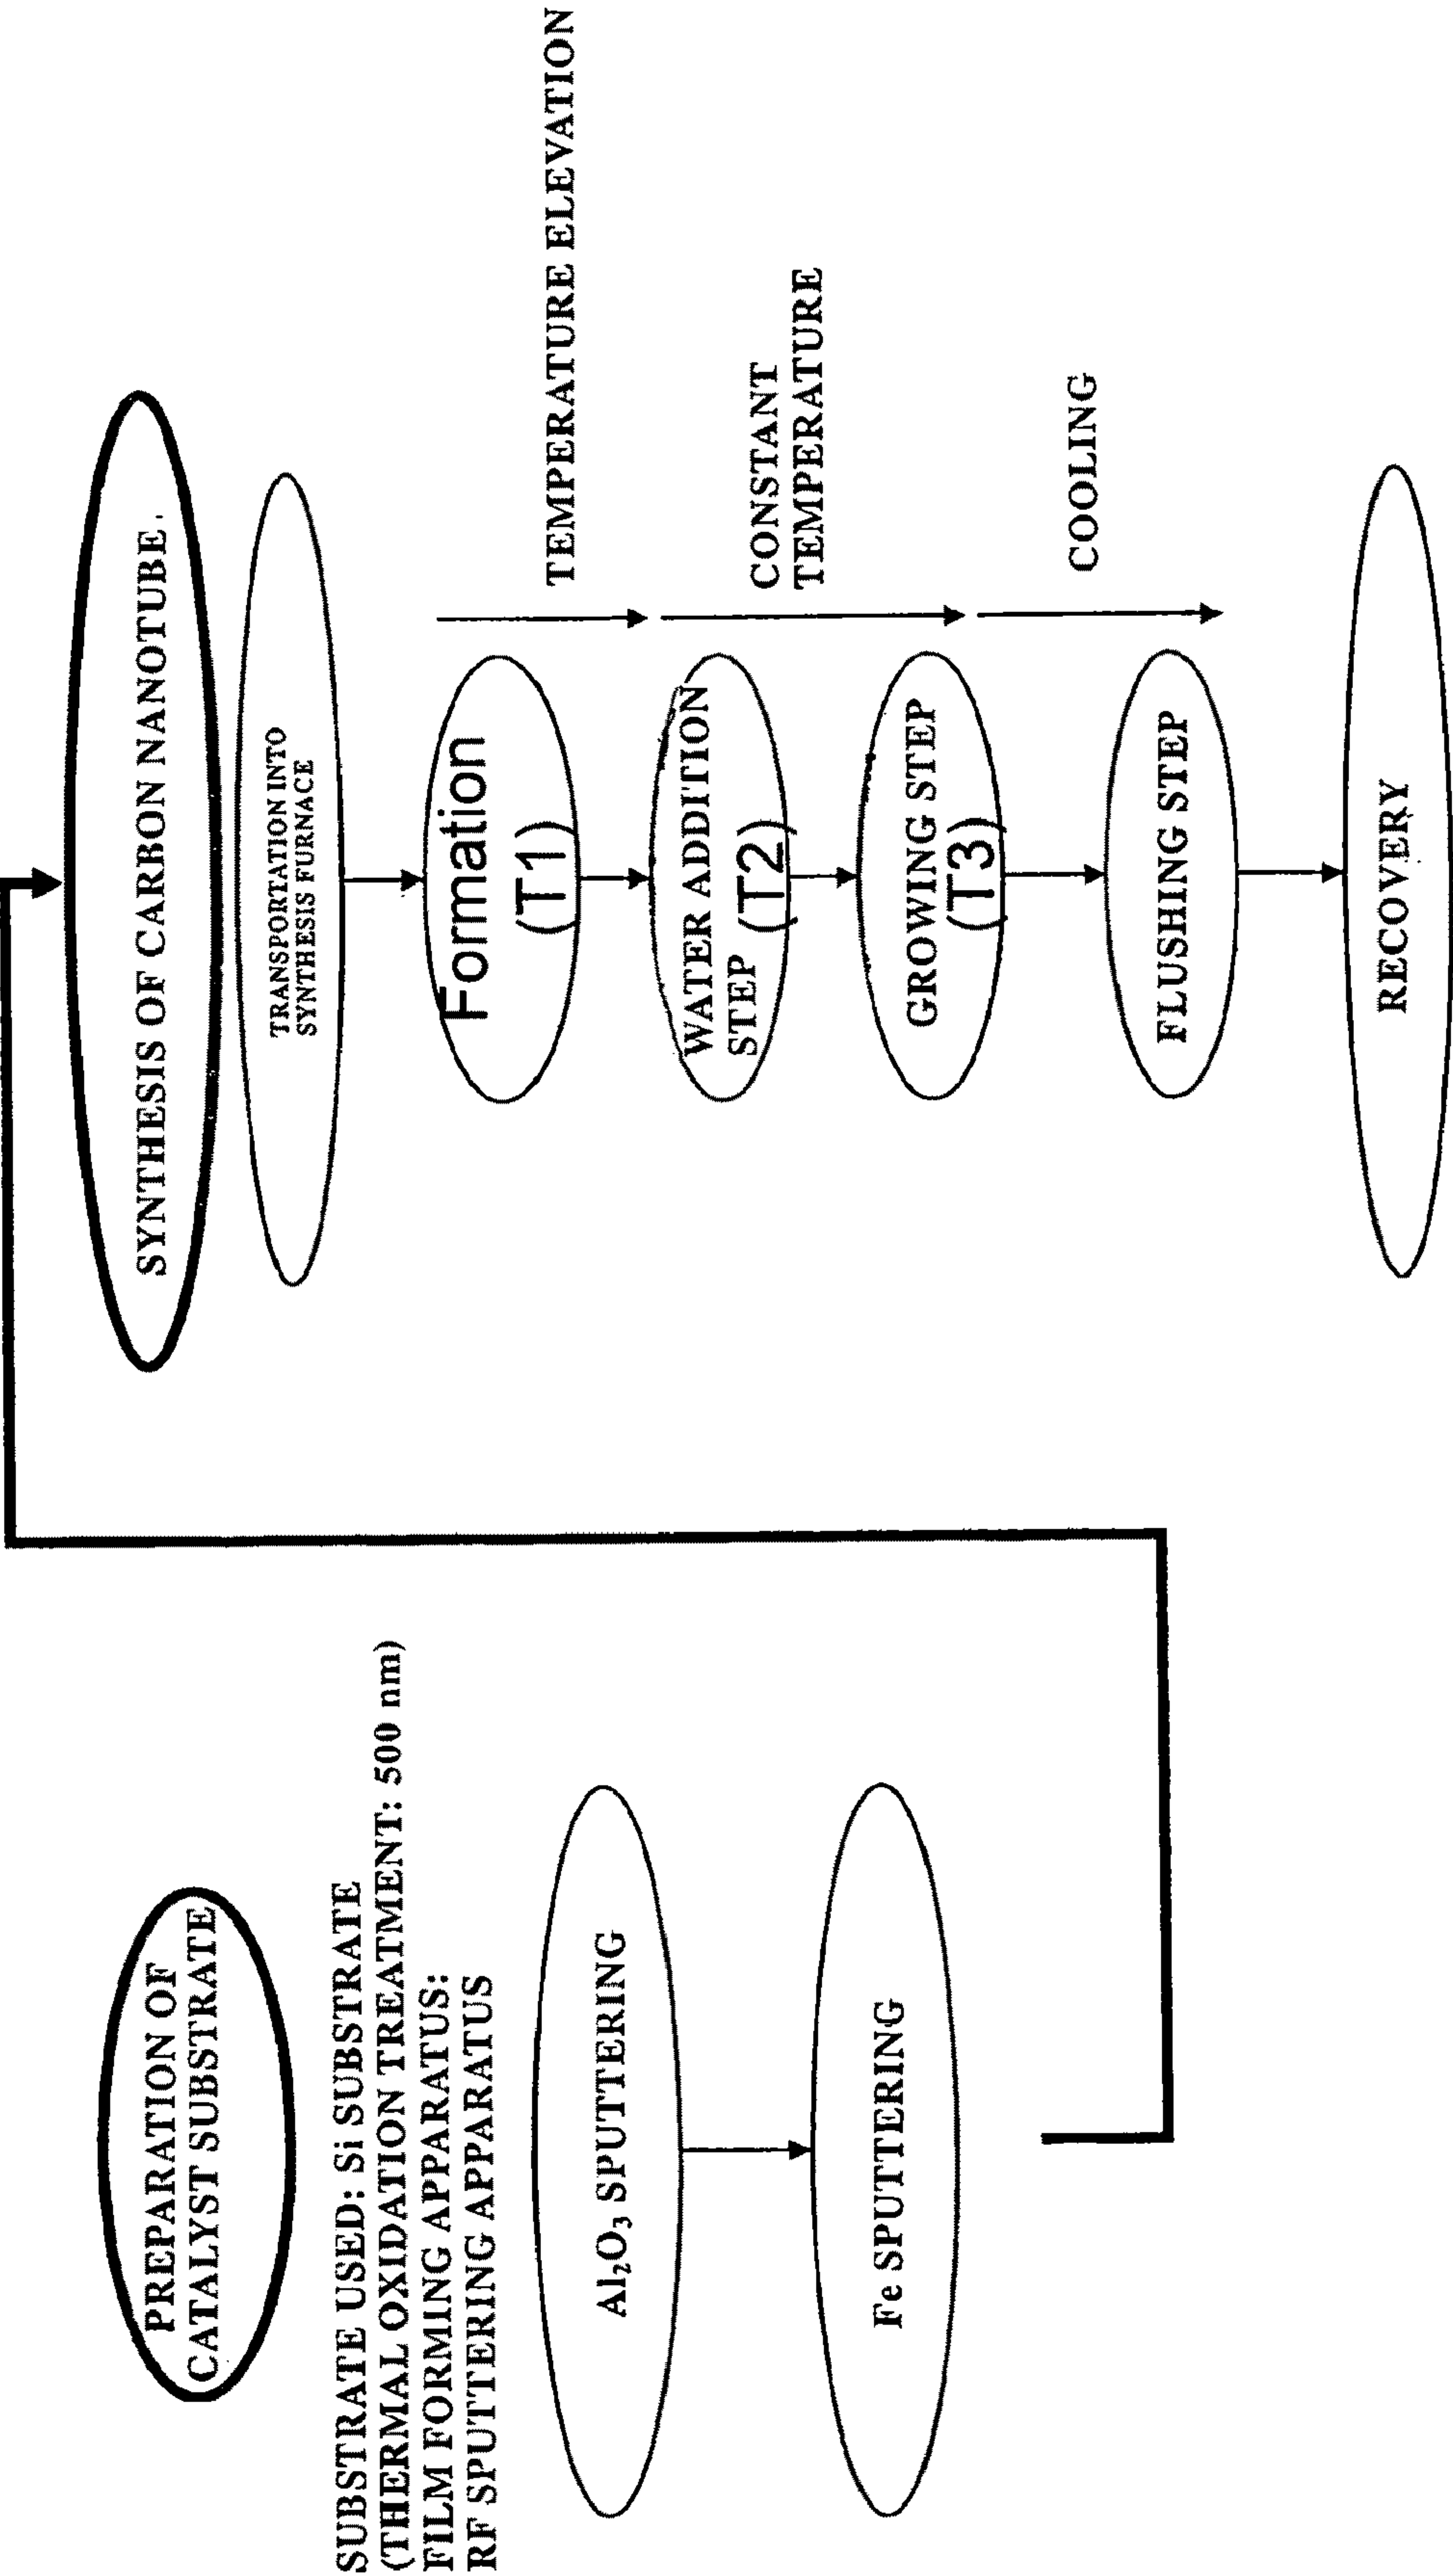 PREPARATION OF
CATALYST SUBSTRATE
SUBSTRATE USED: Si SUBSTRATE
(THERMAL OXIDATION TREATMENT: 500 nm)
FILM FORMING APPARATUS:
RF SPUTTERING APPARATUS
Al₂O₃ SPUTTERING
Fe SPUTTERING
SYNTHESIS OF CARBON NANOTUBE.
TRANSPORTATION INTO
SYNTHESIS FURNACE
Formation
(T1)
TEMPERATURE ELEVATION
WATER ADDITION
STEP (T2)
CONSTANT
TEMPERATURE
GROWING STEP
(T3)
COOLING
FLUSHING STEP
RECOVERY